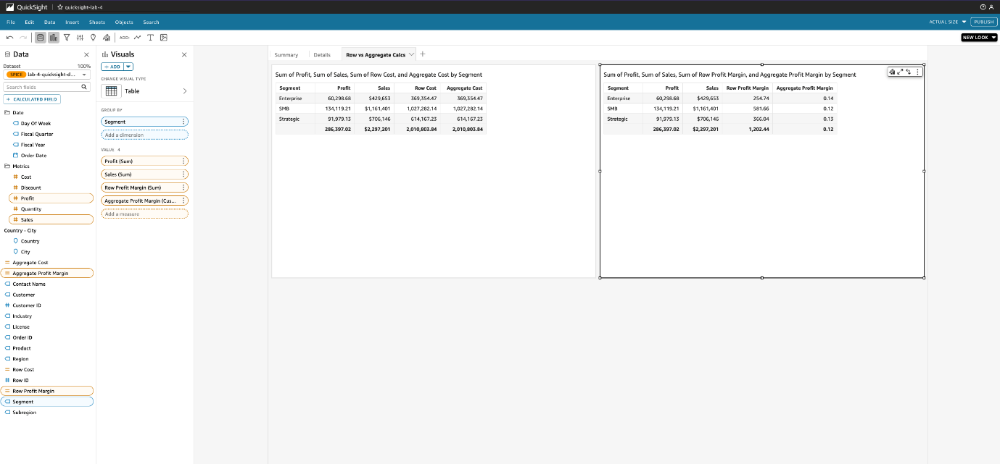 QuickSight quicksight-lab-4
File Edit Data Insert Sheets Objects Search
ACTUAL SIZE PUBLISH
ADD:
NEW LOOK
Data
Dataset 100%
SPICE lab-4-quicksight-d...
Search fields
+ CALCULATED FIELD
Date
Day Of Week
Fiscal Quarter
Fiscal Year
Order Date
Metrics
Cost
Discount
Profit
Quantity
Sales
Country - City
Country
City
Aggregate Cost
Aggregate Profit Margin
Contact Name
Customer
Customer ID
Industry
License
Order ID
Product
Region
Row Cost
Row ID
Row Profit Margin
Segment
Subregion
Visuals
+ ADD
CHANGE VISUAL TYPE
Table
GROUP BY
Segment
Add a dimension
VALUE 4
Profit (Sum)
Sales (Sum)
Row Profit Margin (Sum)
Aggregate Profit Margin (Cus...
Add a measure
Summary Details Row vs Aggregate Calcs
Sum of Profit, Sum of Sales, Sum of Row Cost, and Aggregate Cost by Segment
Segment Profit Sales Row Cost Aggregate Cost
Enterprise 60,298.68 $429,653 369,354.47 369,354.47
SMB 134,119.21 $1,161,401 1,027,282.14 1,027,282.14
Strategic 91,979.13 $706,146 614,167.23 614,167.23
286,397.02 $2,297,201 2,010,803.84 2,010,803.84
Sum of Profit, Sum of Sales, Sum of Row Profit Margin, and Aggregate Profit Margin by Segment
Segment Profit Sales Row Profit Margin Aggregate Profit Margin
Enterprise 60,298.68 $429,653 254.74 0.14
SMB 134,119.21 $1,161,401 581.66 0.12
Strategic 91,979.13 $706,146 366.04 0.13
286,397.02 $2,297,201 1,202.44 0.12